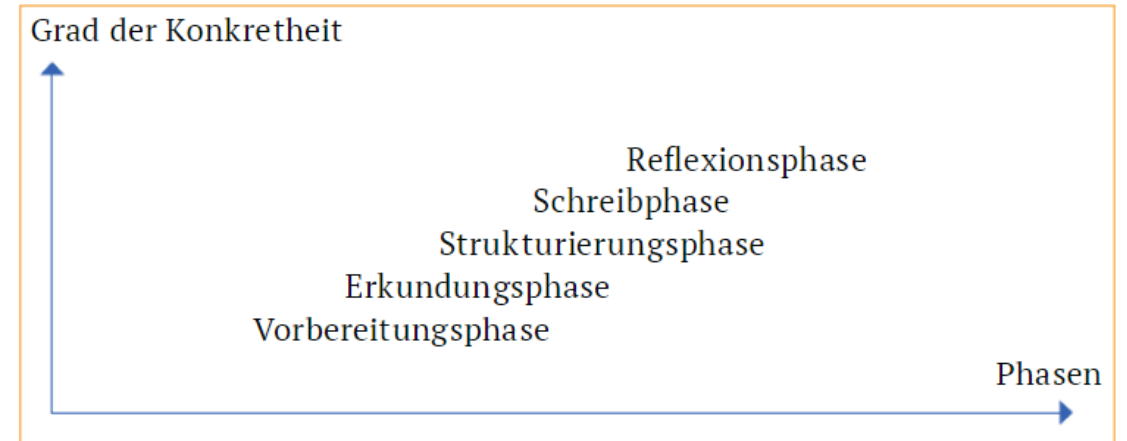 Grad der Konkretheit
Reflexionsphase
Schreibphase
Strukturierungsphase
Erkundungsphase
Vorbereitungsphase
Phasen